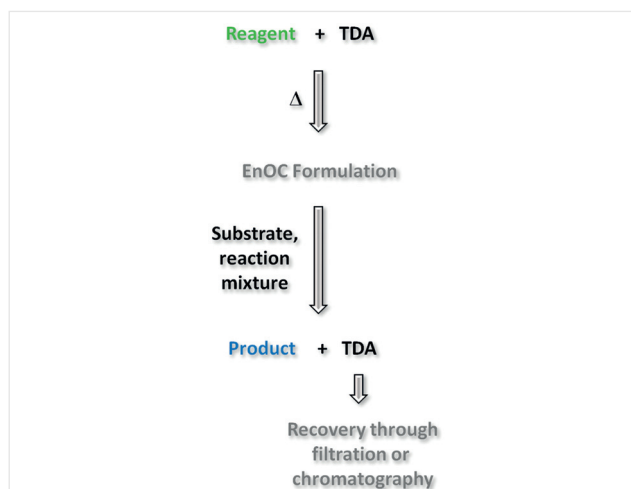 Reagent + TDA
Δ
EnOC Formulation
Substrate,
reaction
mixture
Product + TDA
Recovery through
filtration or
chromatography